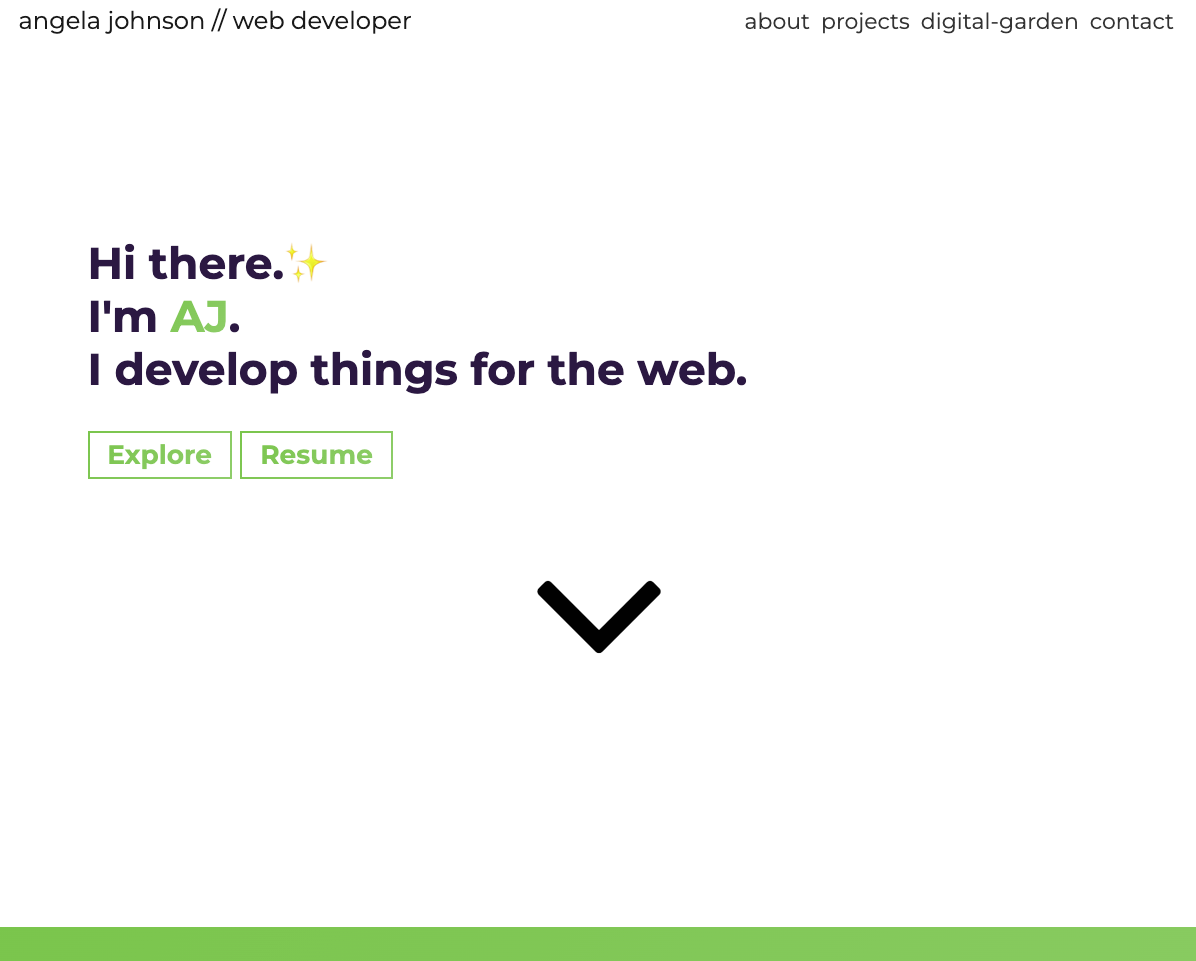 angela johnson // web developer
about projects digital-garden contact
Hi there.✨
I'm AJ.
I develop things for the web.
Explore Resume